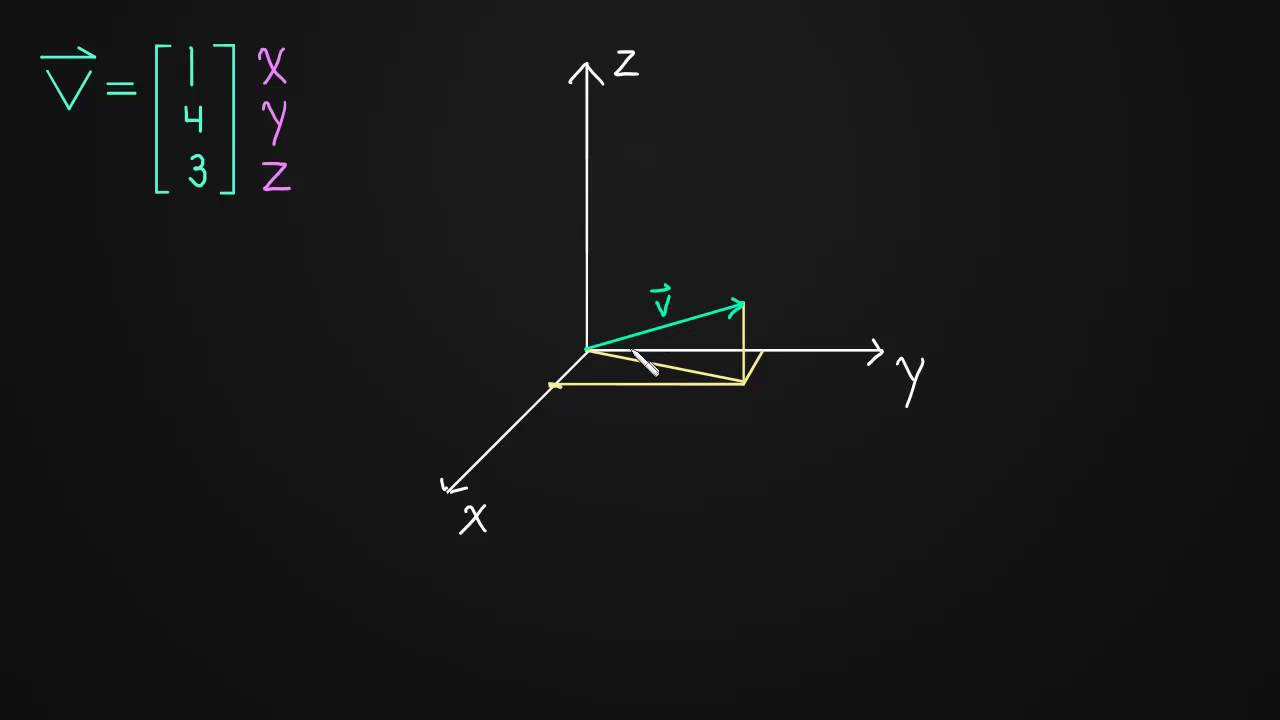 v⃗ = [ 1 4 3 ] x y z
z
v⃗
y
x